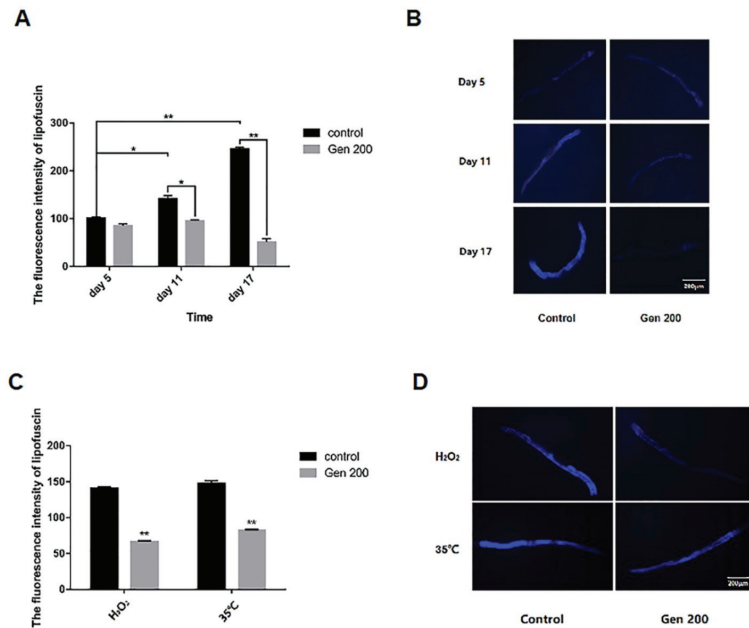 A
The fluorescence intensity of lipofuscin
300
200
100
0
**
*
*
**
control
Gen 200
day 5
day 11
day 17
Time
B
Day 5
Day 11
Day 17
200μm
Control
Gen 200
C
The fluorescence intensity of lipofuscin
200
150
100
50
0
**
**
control
Gen 200
H₂O₂
35℃
D
H₂O₂
35℃
200μm
Control
Gen 200